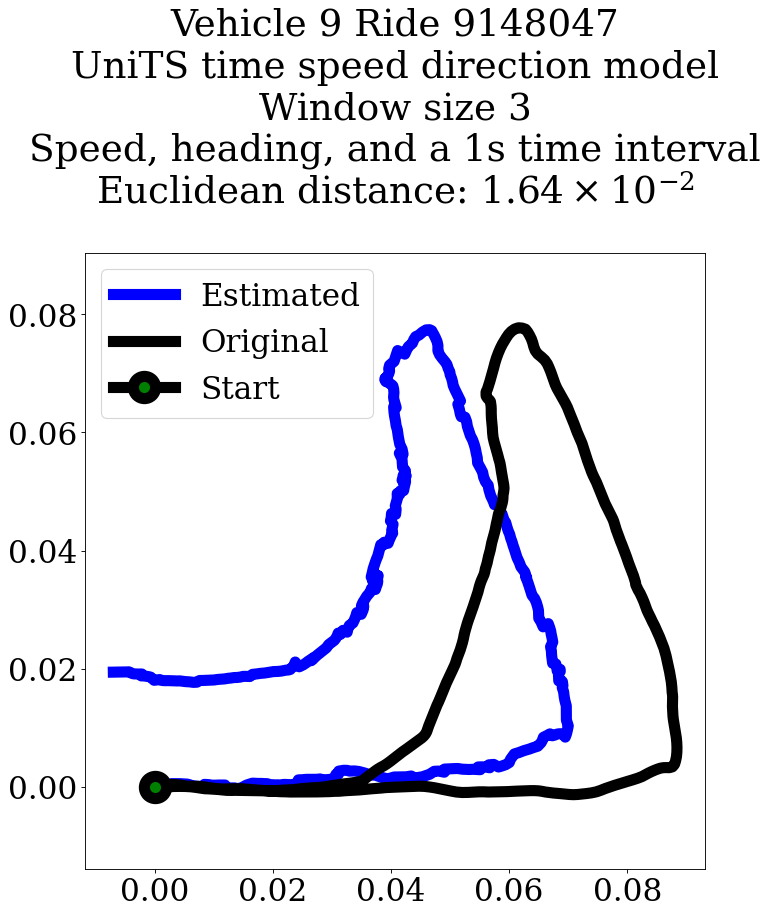 Vehicle 9 Ride 9148047
UniTS time speed direction model
Window size 3
Speed, heading, and a 1s time interval
Euclidean distance: 1.64 × 10⁻²
Estimated
Original
Start
0.08
0.06
0.04
0.02
0.00
0.00 0.02 0.04 0.06 0.08